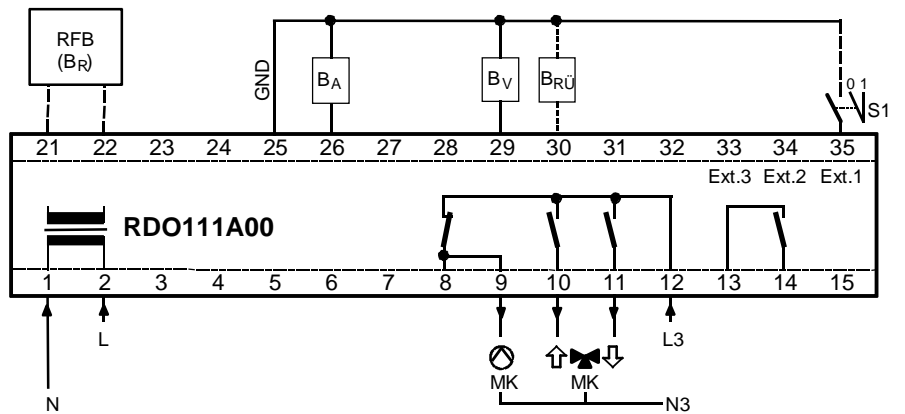 RFB
(BR)
GND
BA
BV
BRÜ
0 1
S1
21 22 23 24 25 26 27 28 29 30 31 32 33 34 35
Ext.3 Ext.2 Ext.1
RDO111A00
1 2 3 4 5 6 7 8 9 10 11 12 13 14 15
L
L3
MK
MK
N
N3